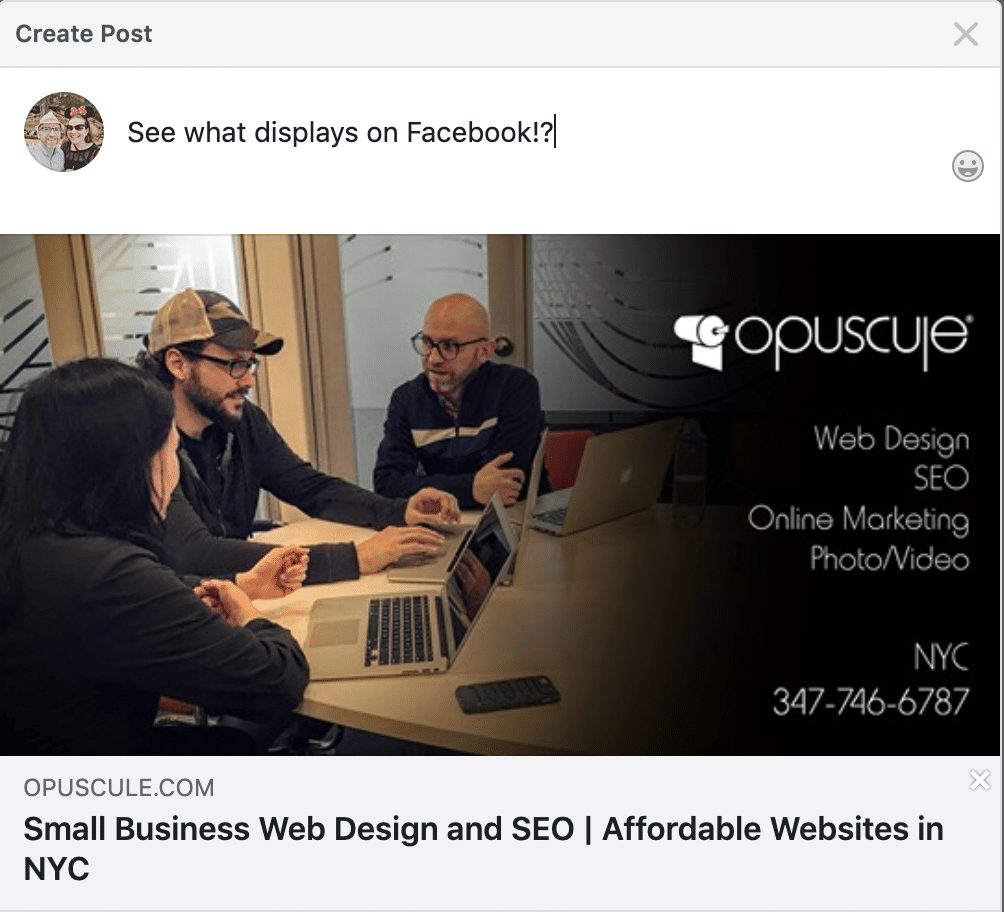 Create Post
See what displays on Facebook!?
opuscule®
Web Design
SEO
Online Marketing
Photo/Video
NYC
347-746-6787
OPUSCULE.COM
Small Business Web Design and SEO | Affordable Websites in
NYC